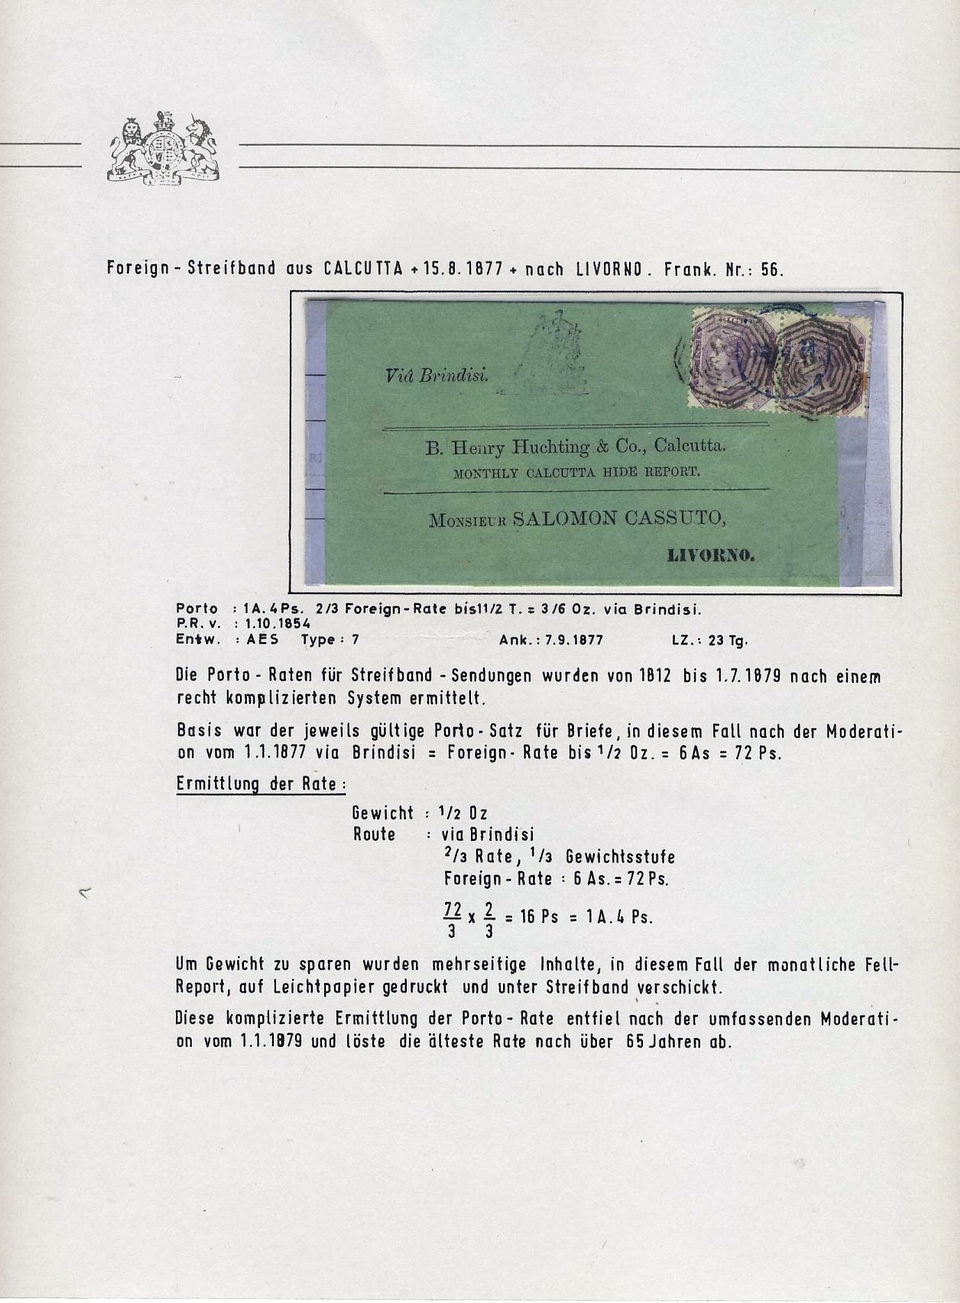 Foreign - Streifband aus CALCUTTA + 15.8.1877 + nach LIVORNO. Frank. Nr.: 56.
Viâ Brindisi.
B. Henry Huchting & Co., Calcutta.
MONTHLY CALCUTTA HIDE REPORT.
MONSIEUR SALOMON CASSUTO,
LIVORNO.
Porto : 1A.4Ps. 2/3 Foreign-Rate bis11/2 T. = 3/6 Oz. via Brindisi.
P.R. v. : 1.10.1854
Entw. : AES Type : 7 Ank.: 7.9.1877 LZ.: 23 Tg.
Die Porto - Raten für Streifband - Sendungen wurden von 1812 bis 1.7.1879 nach einem
recht komplizierten System ermittelt.
Basis war der jeweils gültige Porto - Satz für Briefe, in diesem Fall nach der Moderati-
on vom 1.1.1877 via Brindisi = Foreign - Rate bis 1/2 Oz. = 6 As = 72 Ps.
Ermittlung der Rate :
Gewicht : 1/2 Oz
Route : via Brindisi
2/3 Rate, 1/3 Gewichtsstufe
Foreign - Rate : 6 As. = 72 Ps.
72/3 x 2/3 = 16 Ps = 1A.4 Ps.
Um Gewicht zu sparen wurden mehrseitige Inhalte, in diesem Fall der monatliche Fell-
Report, auf Leichtpapier gedruckt und unter Streifband verschickt.
Diese komplizierte Ermittlung der Porto - Rate entfiel nach der umfassenden Moderati-
on vom 1.1.1879 und löste die älteste Rate nach über 65 Jahren ab.